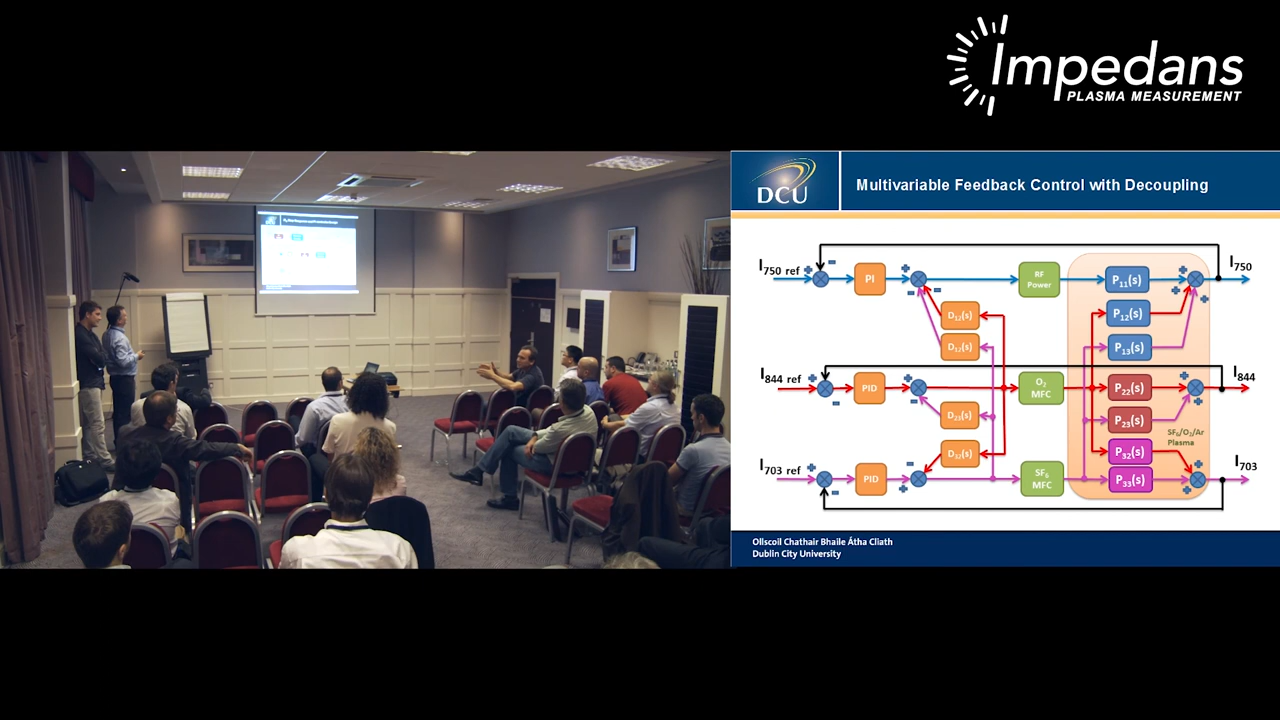 Impedans
PLASMA MEASUREMENT
DCU
Multivariable Feedback Control with Decoupling
I750 ref
PI
RF
Power
P11(s)
I750
D12(s)
P12(s)
D12(s)
P13(s)
I844 ref
PID
O2
MFC
P22(s)
I844
D23(s)
P23(s)
SF6/O2/Ar
Plasma
D32(s)
P32(s)
I703 ref
PID
SF6
MFC
P33(s)
I703
Ollscoil Chathair Bhaile Átha Cliath
Dublin City University